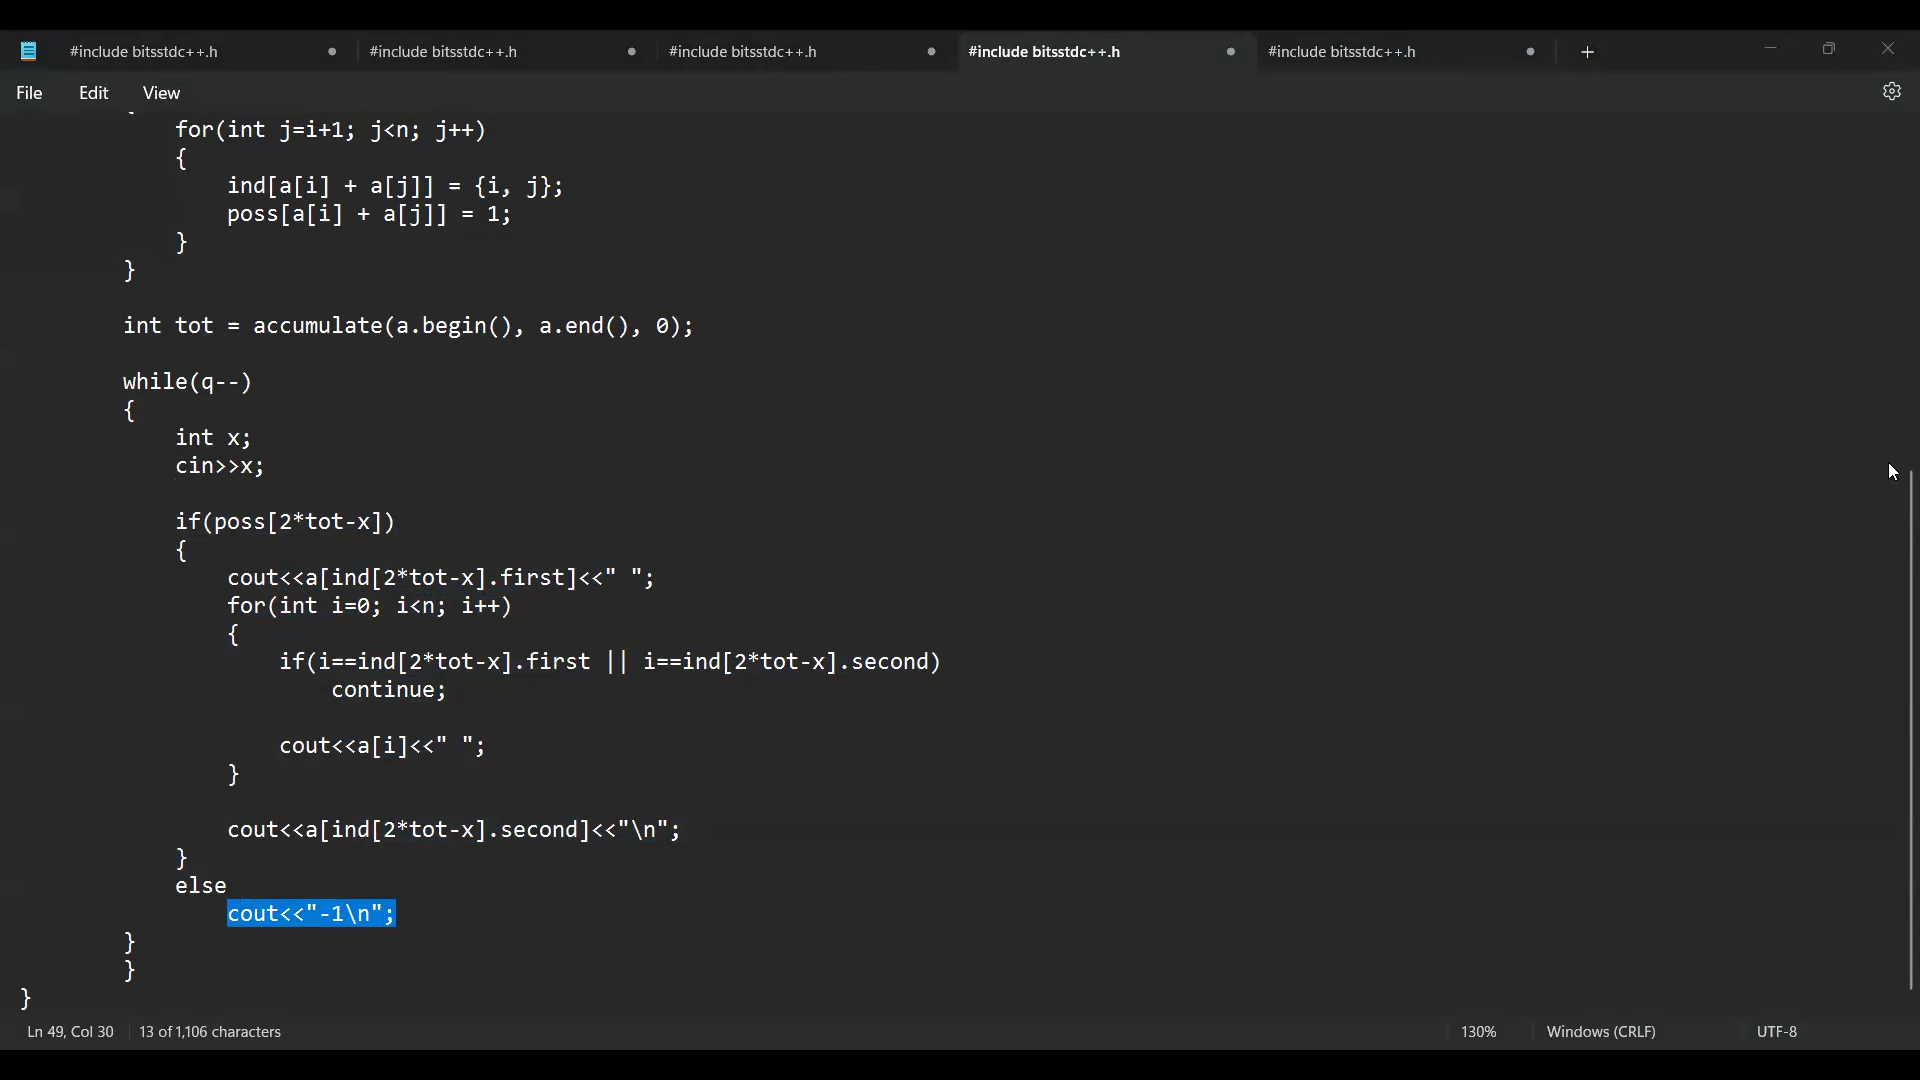 #include bitsstdc++.h #include bitsstdc++.h #include bitsstdc++.h #include bitsstdc++.h #include bitsstdc++.h
File Edit View
{
for(int j=i+1; j<n; j++)
{
ind[a[i] + a[j]] = {i, j};
poss[a[i] + a[j]] = 1;
}
}
int tot = accumulate(a.begin(), a.end(), 0);
while(q--)
{
int x;
cin>>x;
if(poss[2*tot-x])
{
cout<<a[ind[2*tot-x].first]<<" ";
for(int i=0; i<n; i++)
{
if(i==ind[2*tot-x].first || i==ind[2*tot-x].second)
continue;
cout<<a[i]<<" ";
}
cout<<a[ind[2*tot-x].second]<<"\n";
}
else
cout<<"-1\n";
}
}
}
Ln 49, Col 30 13 of 1,106 characters 130% Windows (CRLF) UTF-8